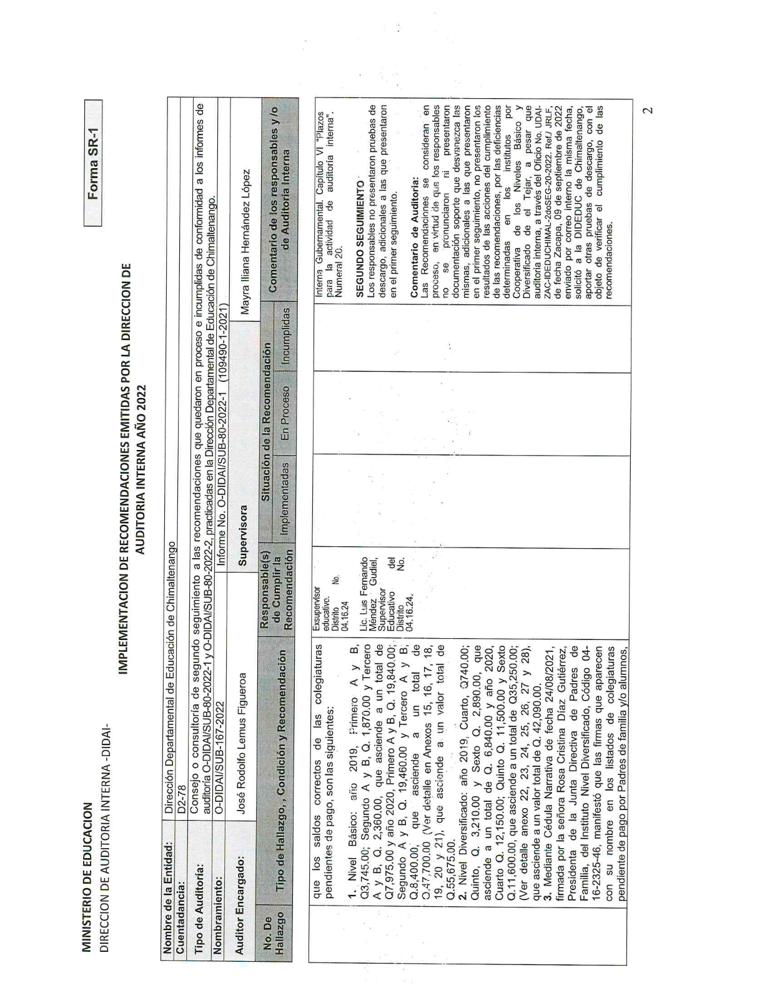 MINISTERIO DE EDUCACION
DIRECCION DE AUDITORIA INTERNA -DIDAI-
Forma SR-1
IMPLEMENTACION DE RECOMENDACIONES EMITIDAS POR LA DIRECCION DE
AUDITORIA INTERNA AÑO 2022
Nombre de la Entidad: Dirección Departamental de Educación de Chimaltenango
Cuentadancia: D2-78
Tipo de Auditoría: Consejo o consultoría de segundo seguimiento a las recomendaciones que quedaron en proceso e incumplidas de conformidad a los informes de
auditoría O-DIDAI/SUB-80-2022-1 y O-DIDAI/SUB-80-2022-2, practicadas en la Dirección Departamental de Educación de Chimaltenango.
Nombramiento: O-DIDAI/SUB-167-2022 Informe No. O-DIDAI/SUB-80-2022-1 (109490-1-2021)
Auditor Encargado: José Rodolfo Lemus Figueroa Supervisora Mayra Iliana Hernández López
No. De
Hallazgo
Tipo de Hallazgo, , Condición y Recomendación
Responsable(s)
de Cumplir la
Recomendación
Situación de la Recomendación
Implementadas En Proceso Incumplidas
Comentario de los responsables y /o
de Auditoría Interna
que los saldos correctos de las colegiaturas
pendientes de pago, son las siguientes:
1. Nivel Básico: año 2019, Primero A y B,
Q3,745.00; Segundo A y B, Q. 1,870.00 y Tercero
A y B, Q. 2,360.00, que asciende a un total de
Q7,975.00 y año 2020, Primero A y B, Q. 19,840.00;
Segundo A y B, Q. 19,460.00 y Tercero A y B,
Q.8,400.00, que asciende a un total de
Q.47,700.00 (Ver detalle en Anexos 15, 16, 17, 18,
19, 20 y 21), que asciende a un valor total de
Q.55,675.00.
2. Nivel Diversificado: año 2019, Cuarto, Q740.00;
Quinto, Q. 3,210.00 y Sexto Q. 2,890.00, que
asciende a un total de Q. 6,840.00 y año 2020,
Cuarto Q. 12,150.00; Quinto Q. 11,500.00 y Sexto
Q.11,600.00, que asciende a un total de Q35,250.00;
(Ver detalle anexo 22, 23, 24, 25, 26, 27 y 28),
que asciende a un valor total de Q. 42,090.00.
3. Mediante Cédula Narrativa de fecha 24/08/2021,
firmada por la señora Rosa Cristina Díaz Gutiérrez,
Presidenta de la Junta Directiva de Padres de
Familia, del Instituto Nivel Diversificado, Código 04-
16-2325-46, manifestó que las firmas que aparecen
con su nombre en los listados de colegiaturas
pendiente de pago por Padres de familia y/o alumnos,
Exsupervisor
educativo.
Distrito No.
04.16.24
Lic. Luis Fernando
Méndez Gudiel,
Supervisor
Educativo del
Distrito No.
04.16.24.
Interna Gubernamental. Capítulo VI "Plazos
para la actividad de auditoría interna".
Numeral 20.
SEGUNDO SEGUIMIENTO
Los responsables no presentaron pruebas de
descargo, adicionales a las que presentaron
en el primer seguimiento.
Comentario de Auditoria:
Las Recomendaciones se consideran en
proceso, en virtud de que los responsables
no se pronunciaron ni presentaron
documentación soporte que desvanezca las
mismas, adicionales a las que presentaron
en el primer seguimiento, no presentaron los
resultados de las acciones del cumplimiento
de las recomendaciones, por las deficiencias
determinadas en los institutos por
Cooperativa de los Niveles Básico y
Diversificado de el Tejar, a pesar que
auditoria interna, a través del Oficio No. UDAI-
ZAC-IDEDUCHIMAL-2doSEG-20-2022. Ref./ JRLF,
de fecha Zacapa, 09 de septiembre de 2022
enviado por correo interno la misma fecha,
solicitó a la DIDEDUC de Chimaltenango,
aportar otras pruebas de descargo, con el
objeto de verificar el cumplimiento de las
recomendaciones.
2